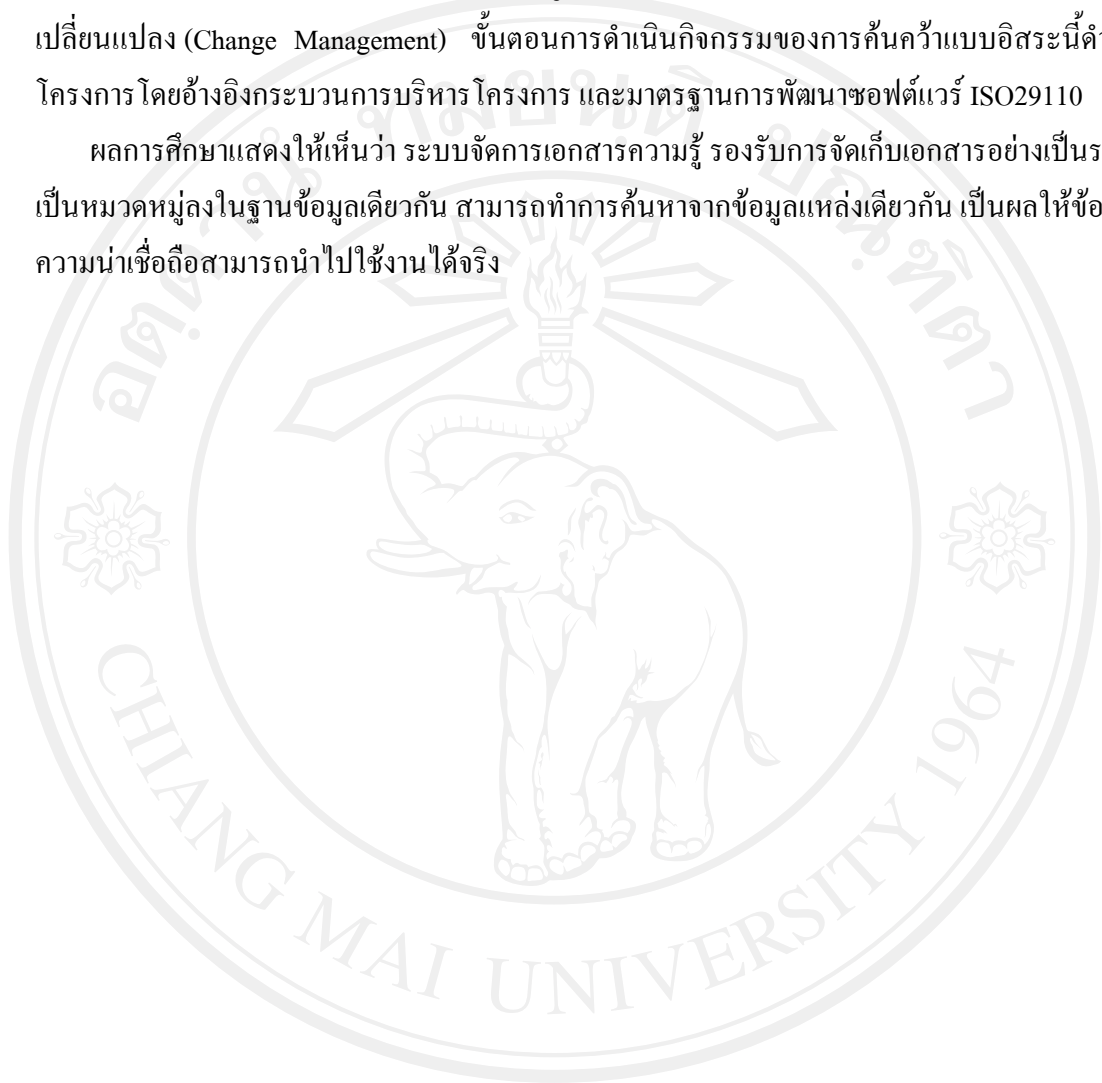 เปลี่ยนแปลง (Change Management) ขั้นตอนการดำเนินกิจกรรมของการค้นคว้าแบบอิสระนี้
โครงการโดยอ้างอิงกระบวนการบริหารโครงการ และมาตรฐานการพัฒนาซอฟต์แวร์ ISO29110
ผลการศึกษาแสดงให้เห็นว่า ระบบจัดการเอกสารความรู้ รองรับการจัดเก็บเอกสารอย่างเป็นร
เป็นหมวดหมู่ลงในฐานข้อมูลเดียวกัน สามารถทำการค้นหาจากข้อมูลแหล่งเดียวกัน เป็นผลให้ข้อ
ความน่าเชื่อถือสามารถนำไปใช้งานได้จริง
อตฺตานํ ทมยนฺติ ปณฺฑิตา
CHIANG MAI UNIVERSITY 1964